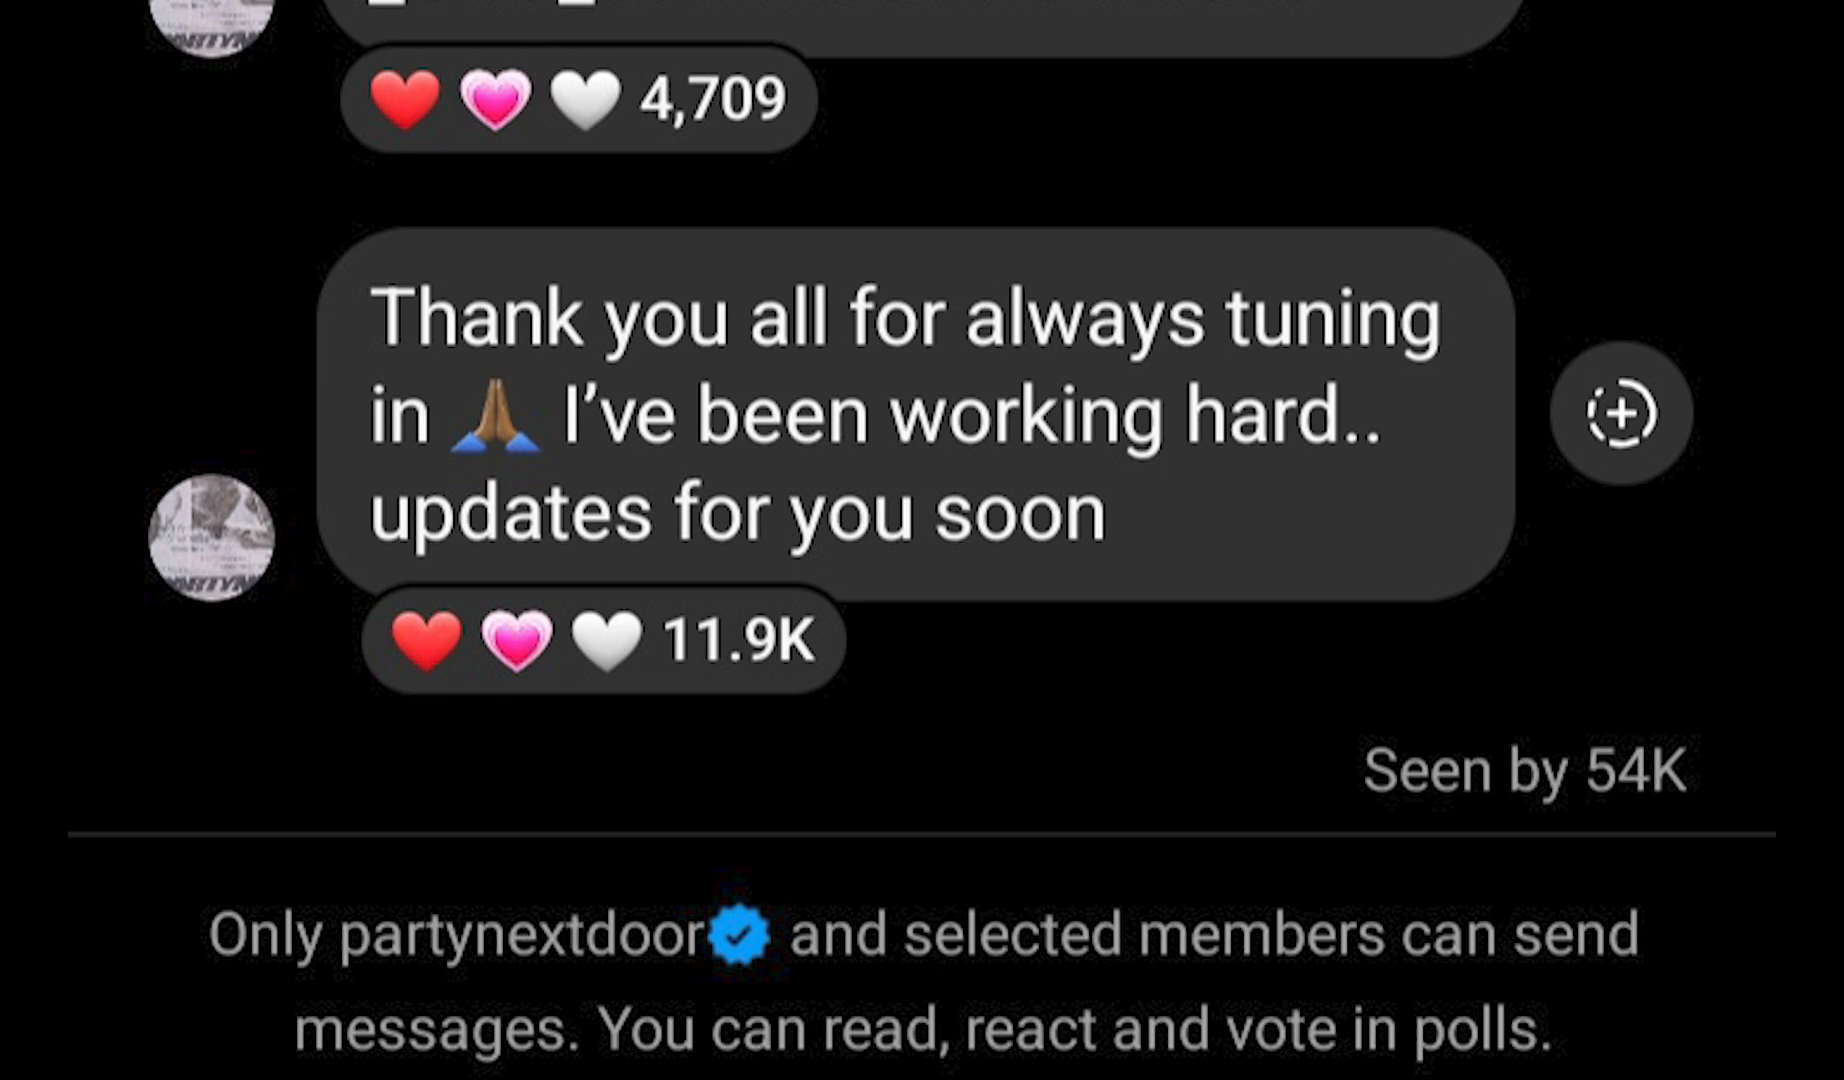 4,709
Thank you all for always tuning
in 🙏🏾 I’ve been working hard..
updates for you soon
11.9K
Seen by 54K
Only partynextdoor and selected members can send
messages. You can read, react and vote in polls.